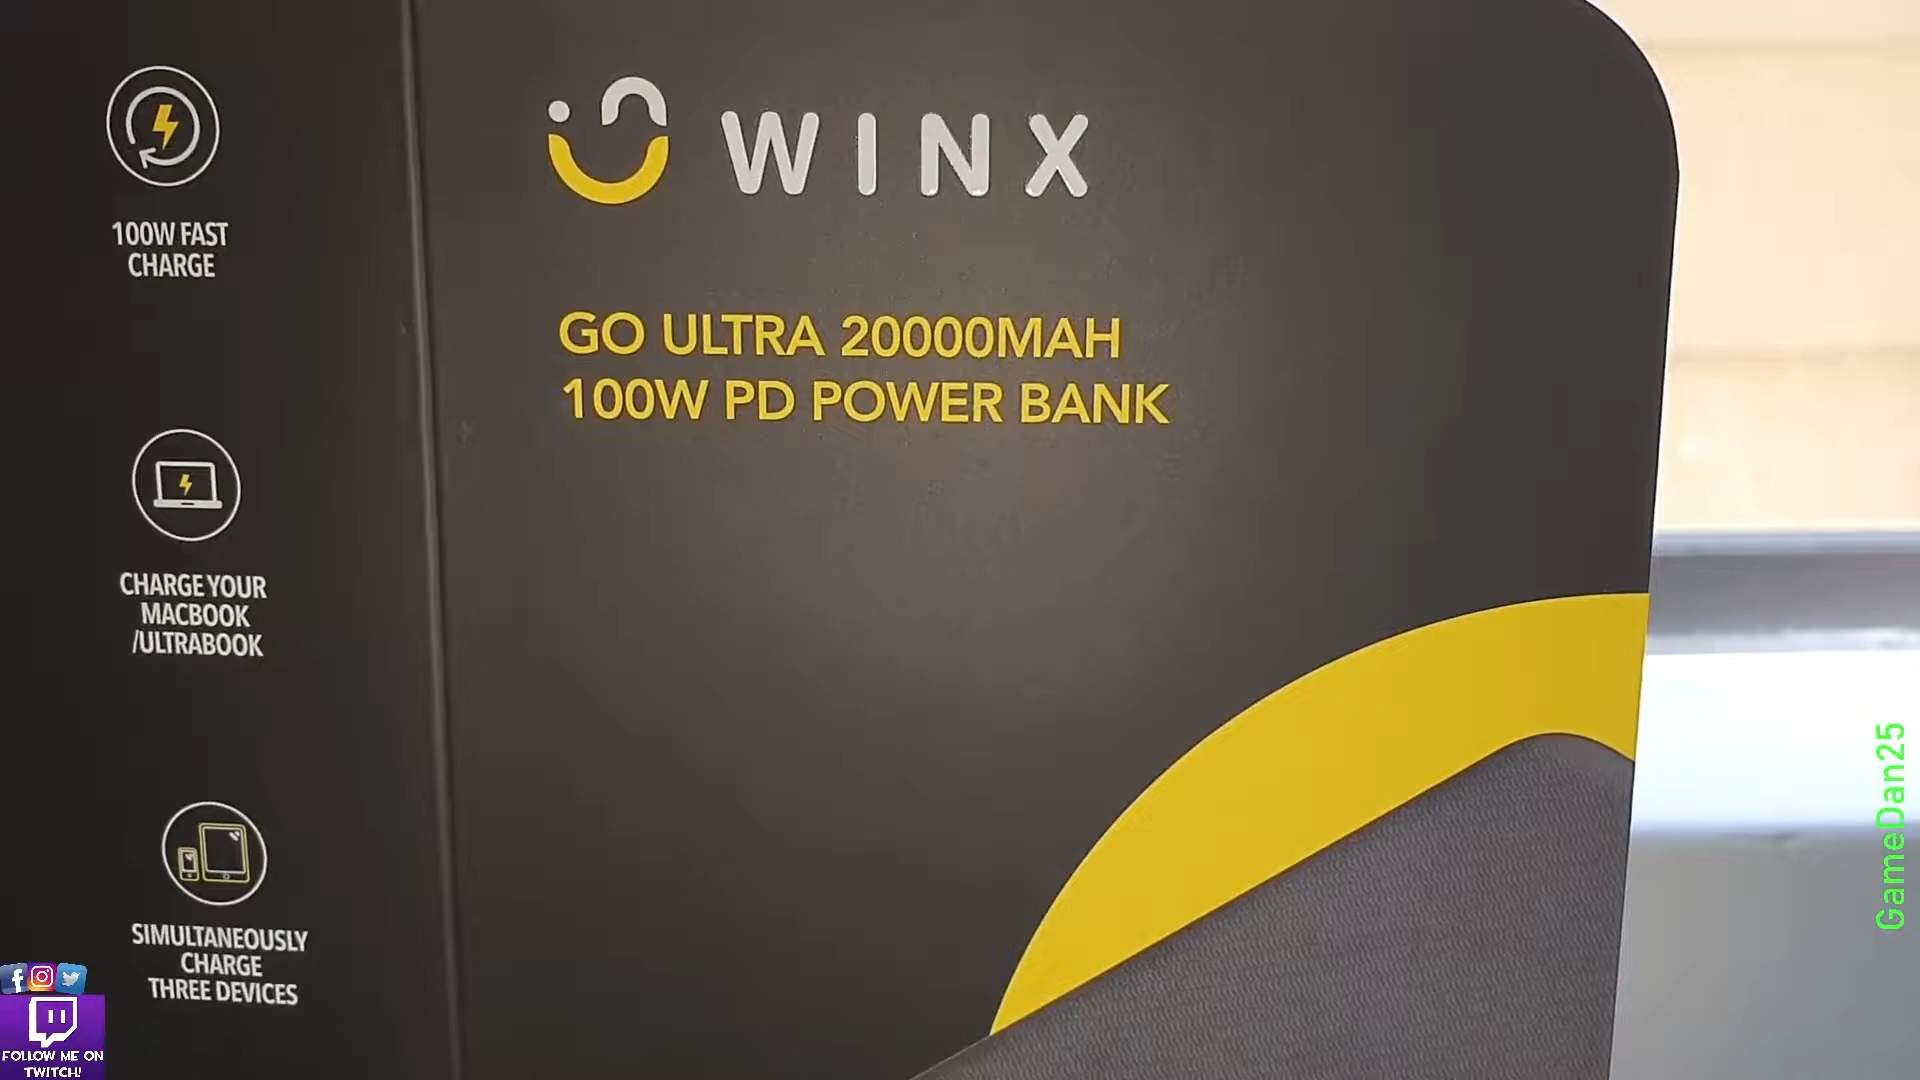 100W FAST
CHARGE
CHARGE YOUR
MACBOOK
/ULTRABOOK
SIMULTANEOUSLY
CHARGE
THREE DEVICES
WINX
GO ULTRA 20000MAH
100W PD POWER BANK
GameDan25
FOLLOW ME ON
TWITCH!